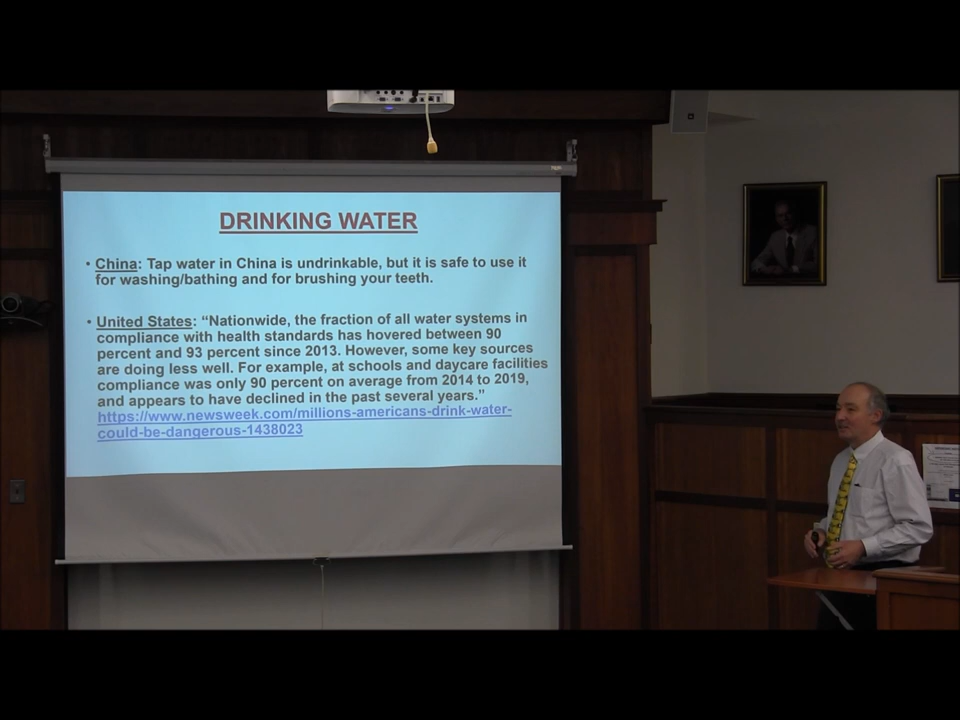 DRINKING WATER
• China: Tap water in China is undrinkable, but it is safe to use it
for washing/bathing and for brushing your teeth.
• United States: “Nationwide, the fraction of all water systems in
compliance with health standards has hovered between 90
percent and 93 percent since 2013. However, some key sources
are doing less well. For example, at schools and daycare facilities
compliance was only 90 percent on average from 2014 to 2019,
and appears to have declined in the past several years.”
https://www.newsweek.com/millions-americans-drink-water-
could-be-dangerous-1438023